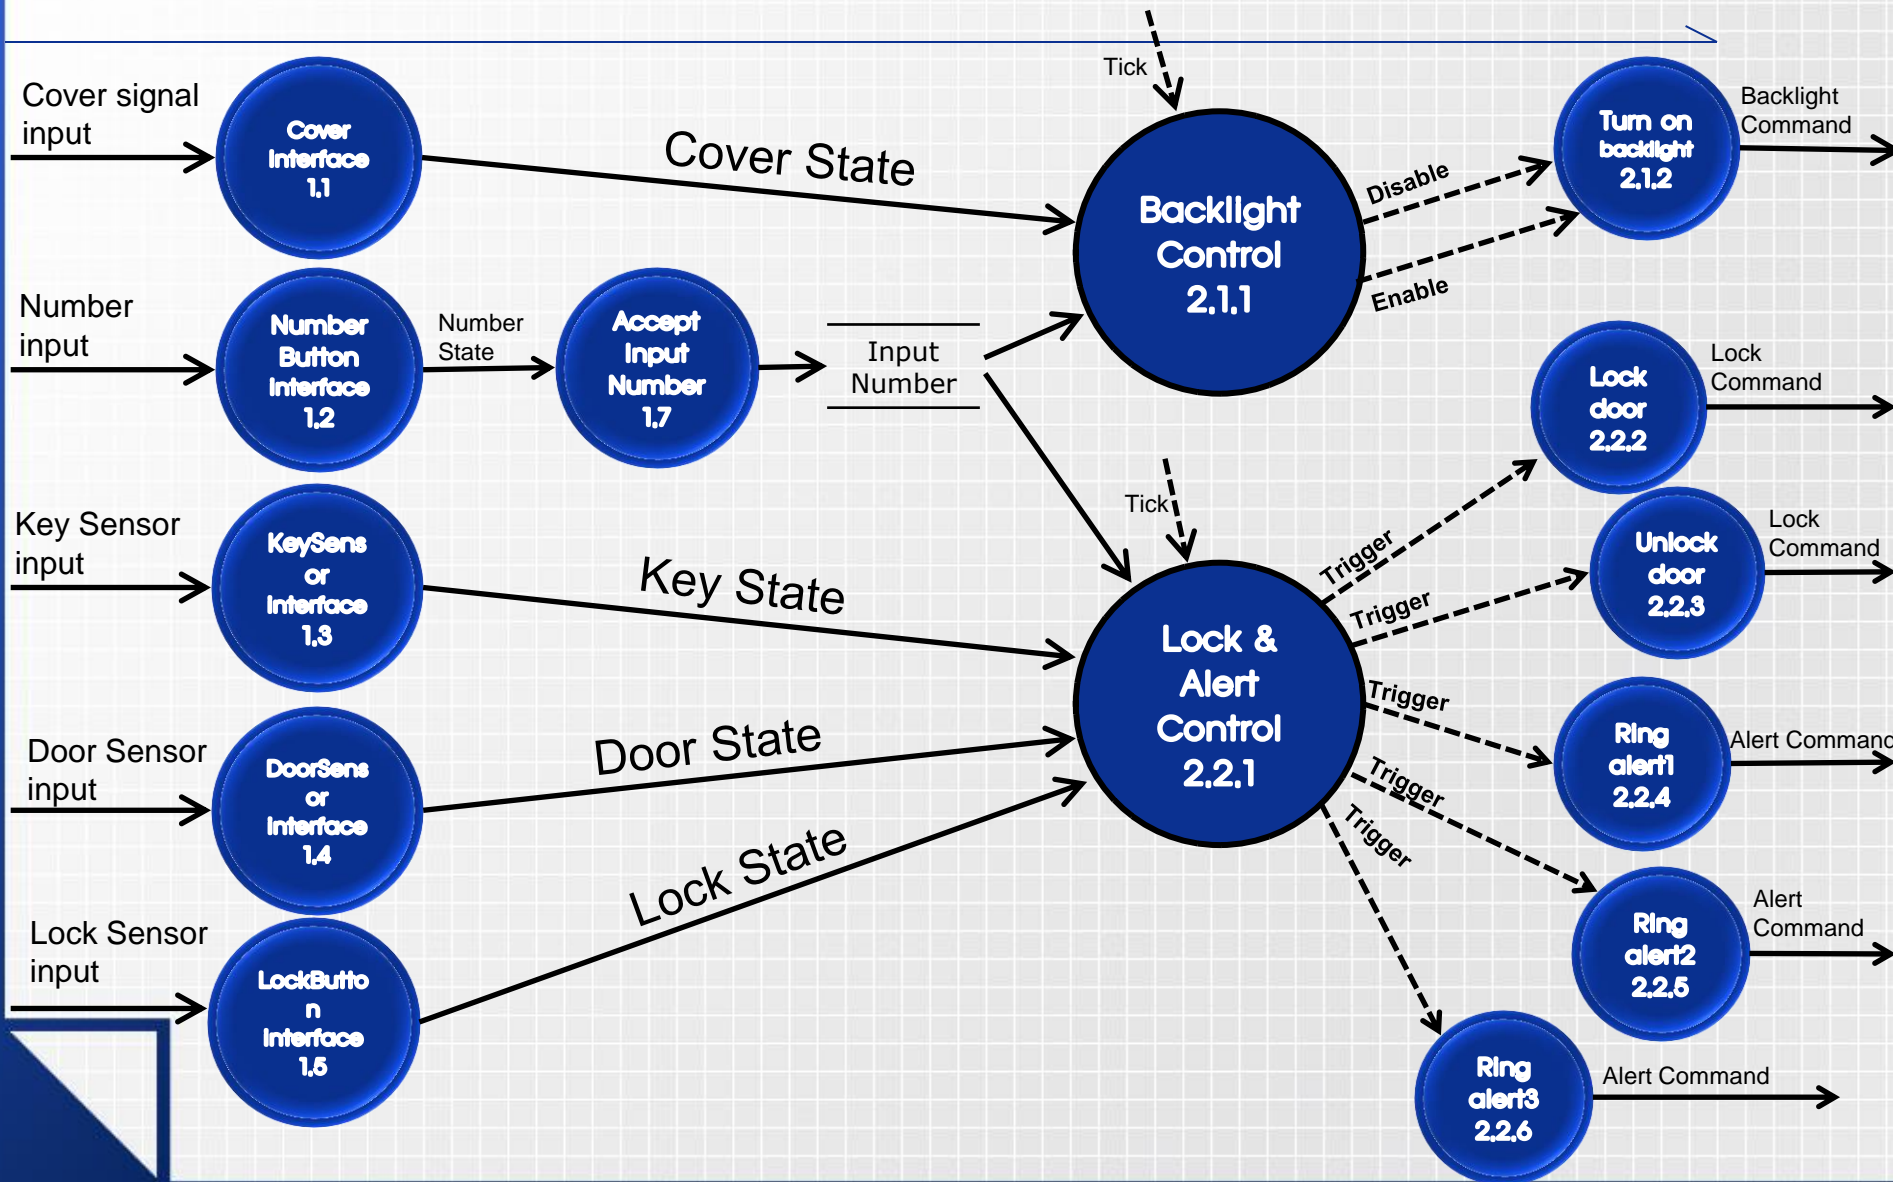 Tick
Cover signal
input
Cover
Interface
1.1
Cover State
Backlight
Control
2.1.1
Disable
Enable
Turn on
backlight
2.1.2
Backlight
Command
Number
input
Number
Button
Interface
1.2
Number
State
Accept
Input
Number
1.7
Input
Number
Lock
door
2.2.2
Lock
Command
Key Sensor
input
KeySens
or
Interface
1.3
Key State
Tick
Lock &
Alert
Control
2.2.1
Trigger
Trigger
Trigger
Trigger
Trigger
Unlock
door
2.2.3
Lock
Command
Door Sensor
input
DoorSens
or
Interface
1.4
Door State
Ring
alert1
2.2.4
Alert Command
Lock Sensor
input
LockButto
n
Interface
1.5
Lock State
Ring
alert2
2.2.5
Alert
Command
Ring
alert3
2.2.6
Alert Command